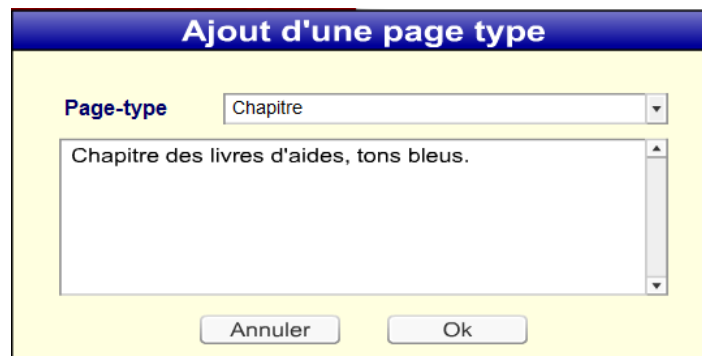 Ajout d'une page type
Page-type Chapitre
Chapitre des livres d'aides, tons bleus.
Annuler Ok